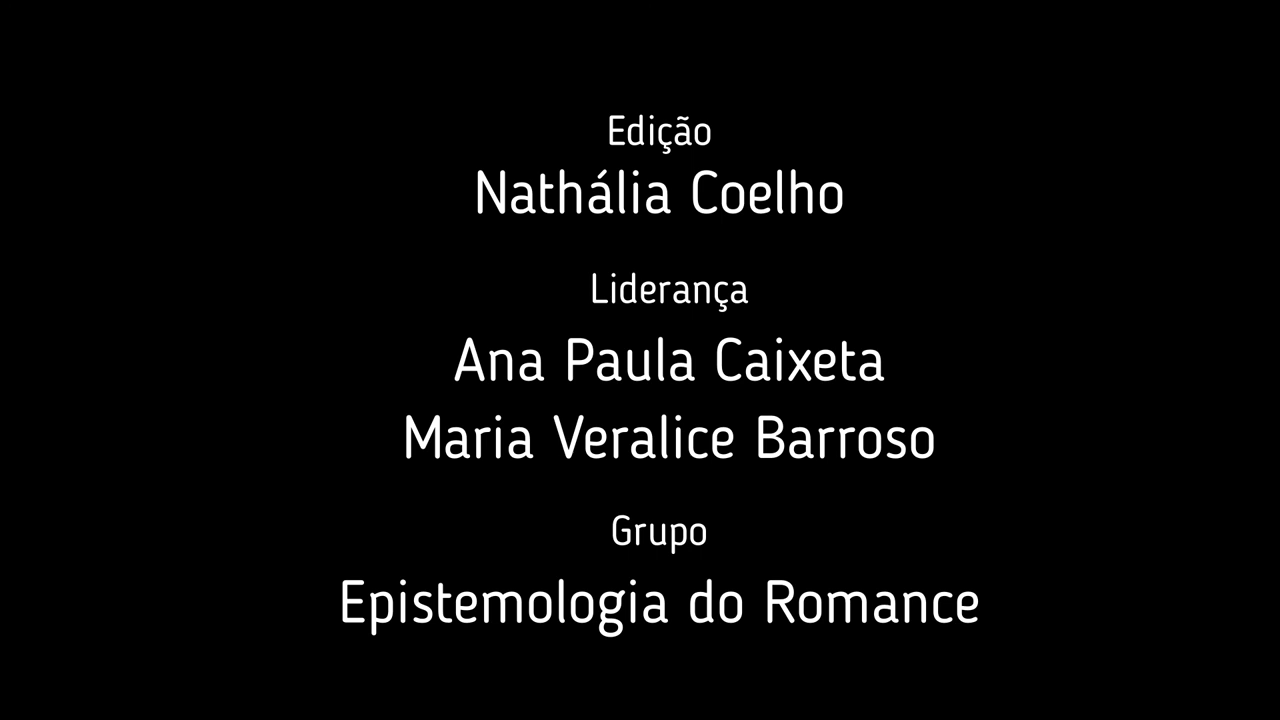 Edição
Nathália Coelho
Liderança
Ana Paula Caixeta
Maria Veralice Barroso
Grupo
Epistemologia do Romance